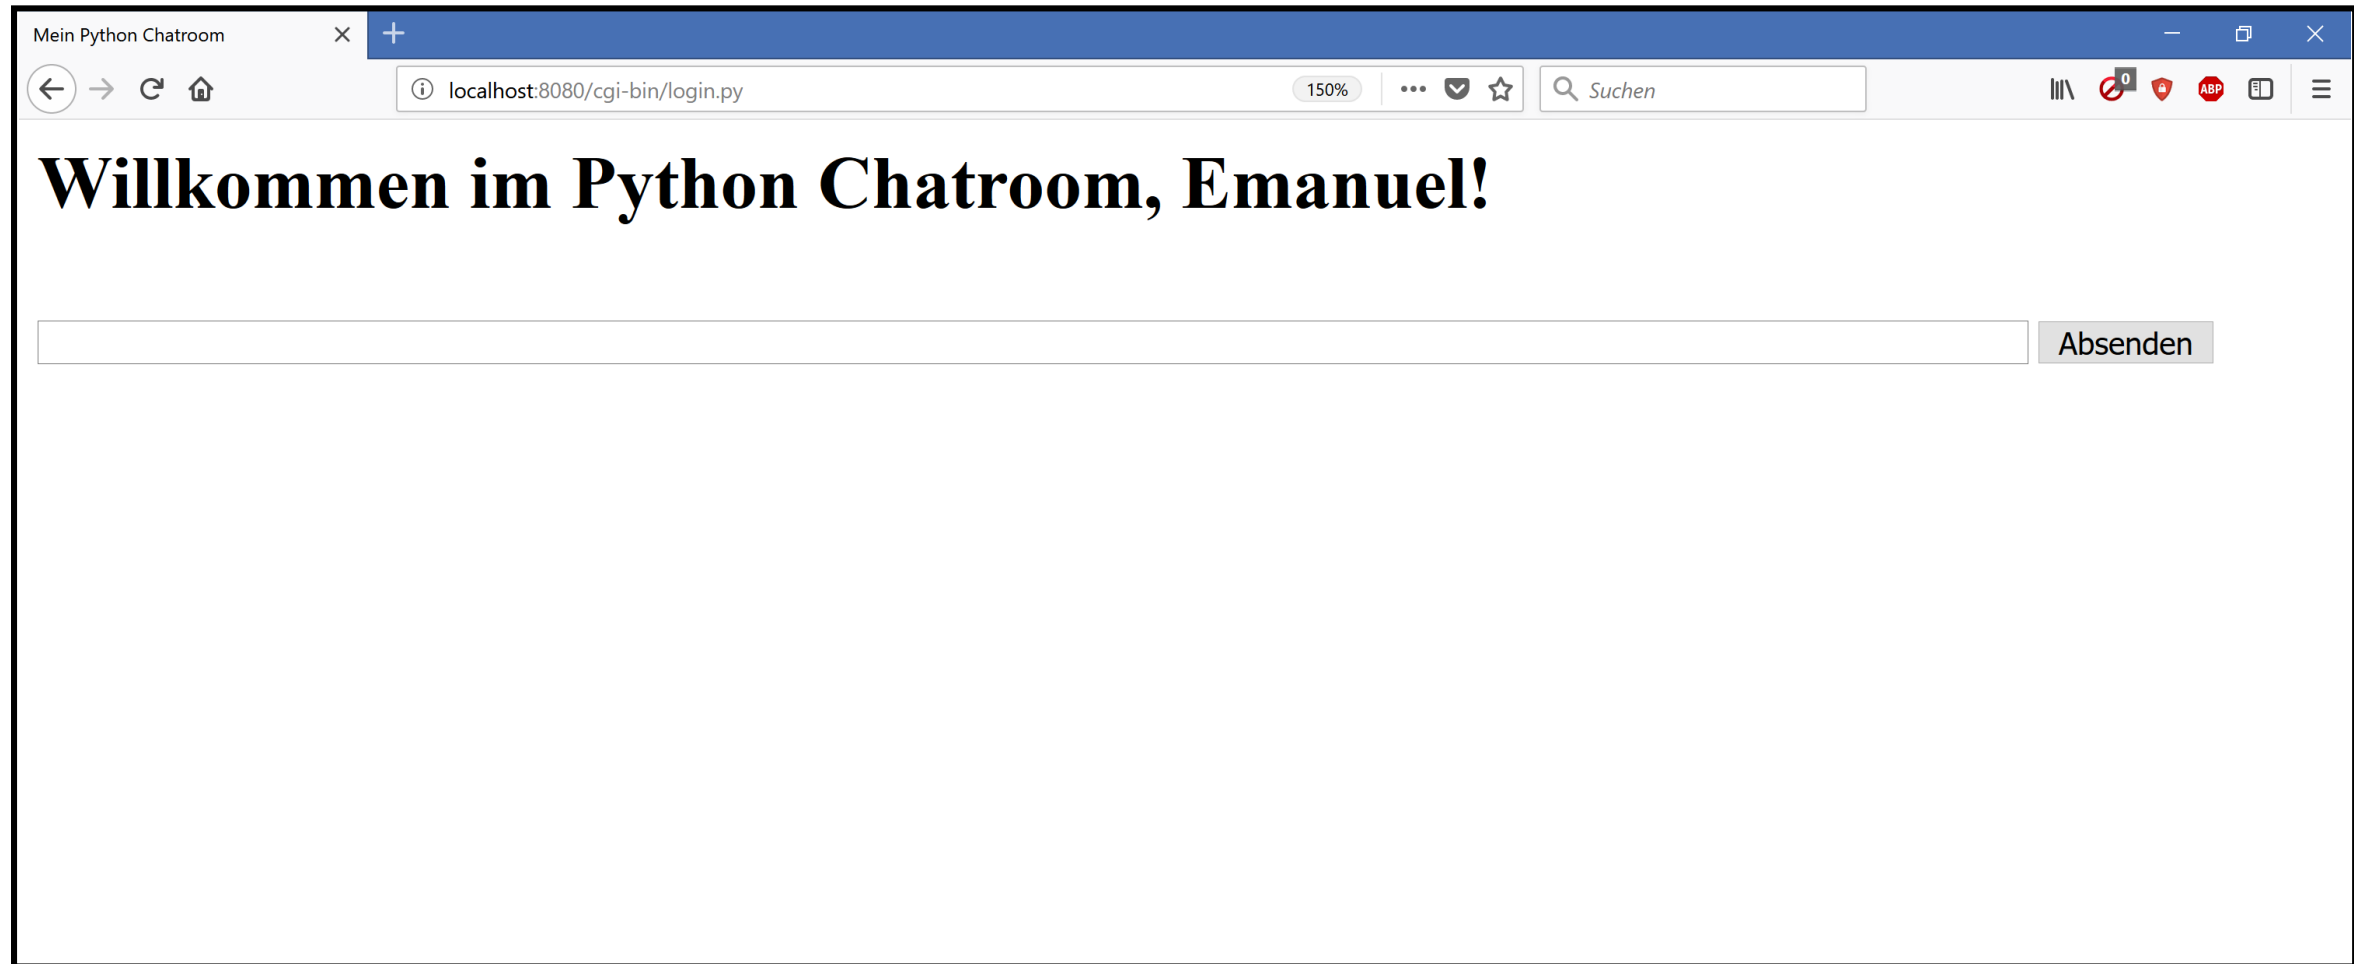 Mein Python Chatroom
localhost:8080/cgi-bin/login.py 150% Suchen 0 ABP
Willkommen im Python Chatroom, Emanuel!
Absenden